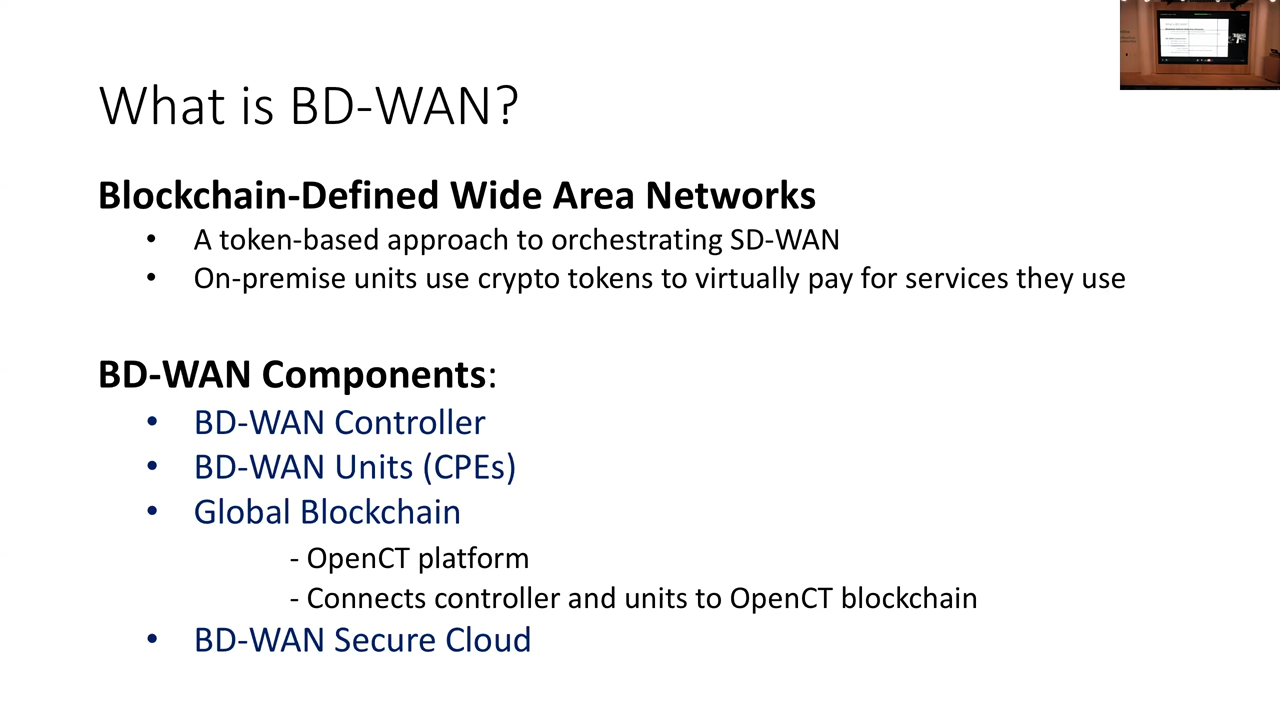 What is BD-WAN?
Blockchain-Defined Wide Area Networks
• A token-based approach to orchestrating SD-WAN
• On-premise units use crypto tokens to virtually pay for services they use
BD-WAN Components:
• BD-WAN Controller
• BD-WAN Units (CPEs)
• Global Blockchain
- OpenCT platform
- Connects controller and units to OpenCT blockchain
• BD-WAN Secure Cloud